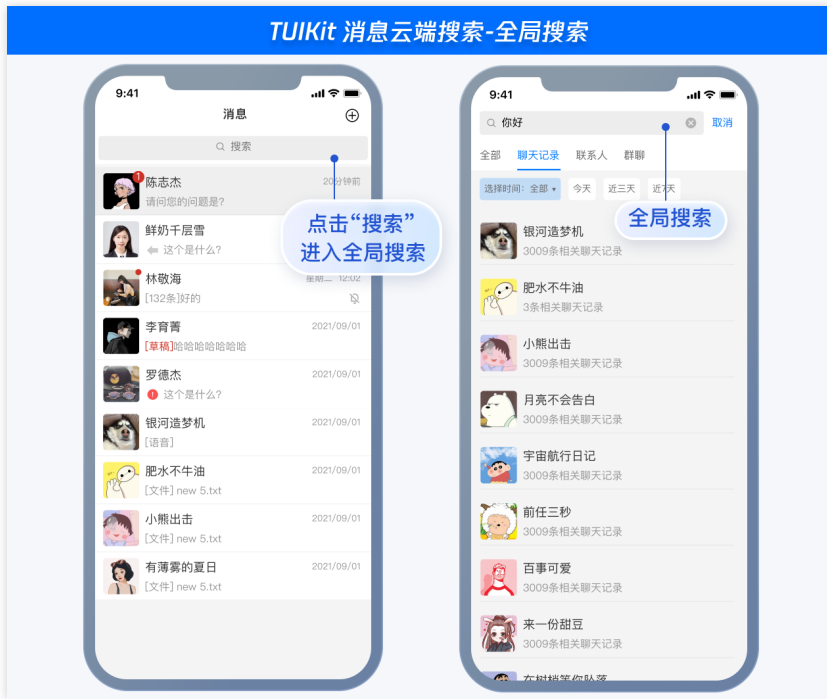 TUIKit 消息云端搜索-全局搜索
9:41
消息
搜索
1
陈志杰
20分钟前
请问您的问题是?
鲜奶千层雪
这个是什么?
点击“搜索”
进入全局搜索
林敬海
星期二 12:02
[132条]好的
李育菁
2021/09/01
[草稿]哈哈哈哈哈哈哈
罗德杰
2021/09/01
这个是什么?
银河造梦机
2021/09/01
[语音]
肥水不牛油
2021/09/01
[文件] new 5.txt
小熊出击
2021/09/01
[文件] new 5.txt
有薄雾的夏日
2021/09/01
[文件] new 5.txt
9:41
你好
取消
全部 聊天记录 联系人 群聊
选择时间：全部 今天 近三天 近7天
全局搜索
银河造梦机
3009条相关聊天记录
肥水不牛油
3条相关聊天记录
小熊出击
3009条相关聊天记录
月亮不会告白
3009条相关聊天记录
宇宙航行日记
3009条相关聊天记录
前任三秒
3009条相关聊天记录
百事可爱
3009条相关聊天记录
来一份甜豆
3009条相关聊天记录
在树梢等你坠落